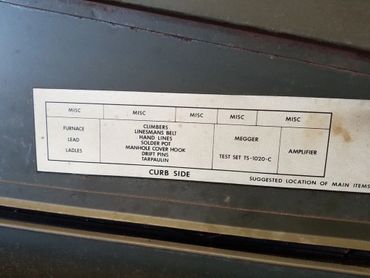 MISC MISC MISC MISC MISC
FURNACE
LEAD
LADLES
CLIMBERS
LINESMANS BELT
HAND LINES
SOLDER POT
MANHOLE COVER HOOK
DRIFT PINS
TARPAULIN
MEGGER
TEST SET TS-1020-C
AMPLIFIER
CURB SIDE
SUGGESTED LOCATION OF MAIN ITEMS